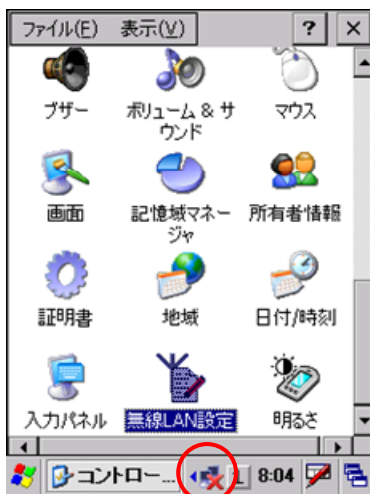 ファイル(F) 表示(V) ? ×
ブザー ボリューム & サウンド マウス
画面 記憶域マネージャ 所有者情報
証明書 地域 日付/時刻
入力パネル 無線LAN設定 明るさ
コントロー... 8:04